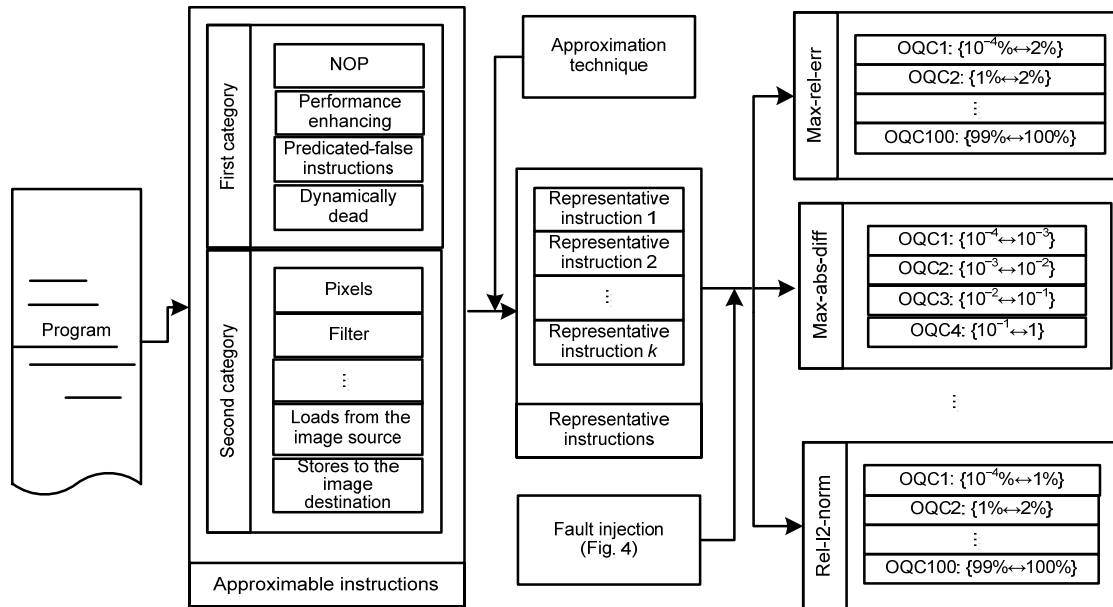 Program
First category
NOP
Performance
enhancing
Predicated-false
instructions
Dynamically
dead
Second category
Pixels
Filter
⋮
Loads from the
image source
Stores to the
image
destination
Approximable instructions
Approximation
technique
Representative
instruction 1
Representative
instruction 2
⋮
Representative
instruction k
Representative
instructions
Fault injection
(Fig. 4)
Max-rel-err
OQC1: {10⁻⁴%↔2%}
OQC2: {1%↔2%}
⋮
OQC100: {99%↔100%}
Max-abs-diff
OQC1: {10⁻⁴↔10⁻³}
OQC2: {10⁻³↔10⁻²}
OQC3: {10⁻²↔10⁻¹}
OQC4: {10⁻¹↔1}
⋮
Rel-l2-norm
OQC1: {10⁻⁴%↔1%}
OQC2: {1%↔2%}
⋮
OQC100: {99%↔100%}